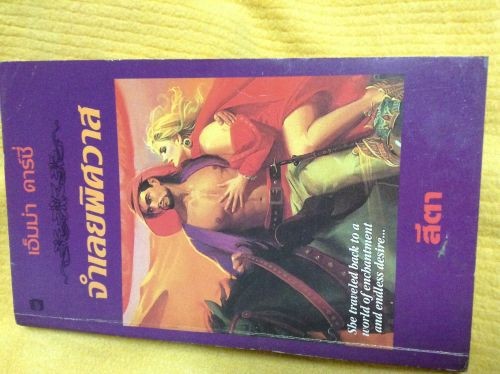 เอ็มม่า ดาร์ซี่
จำเลยพิศวาส
She traveled back to a
world of enchantment
and endless desire...
สีตา